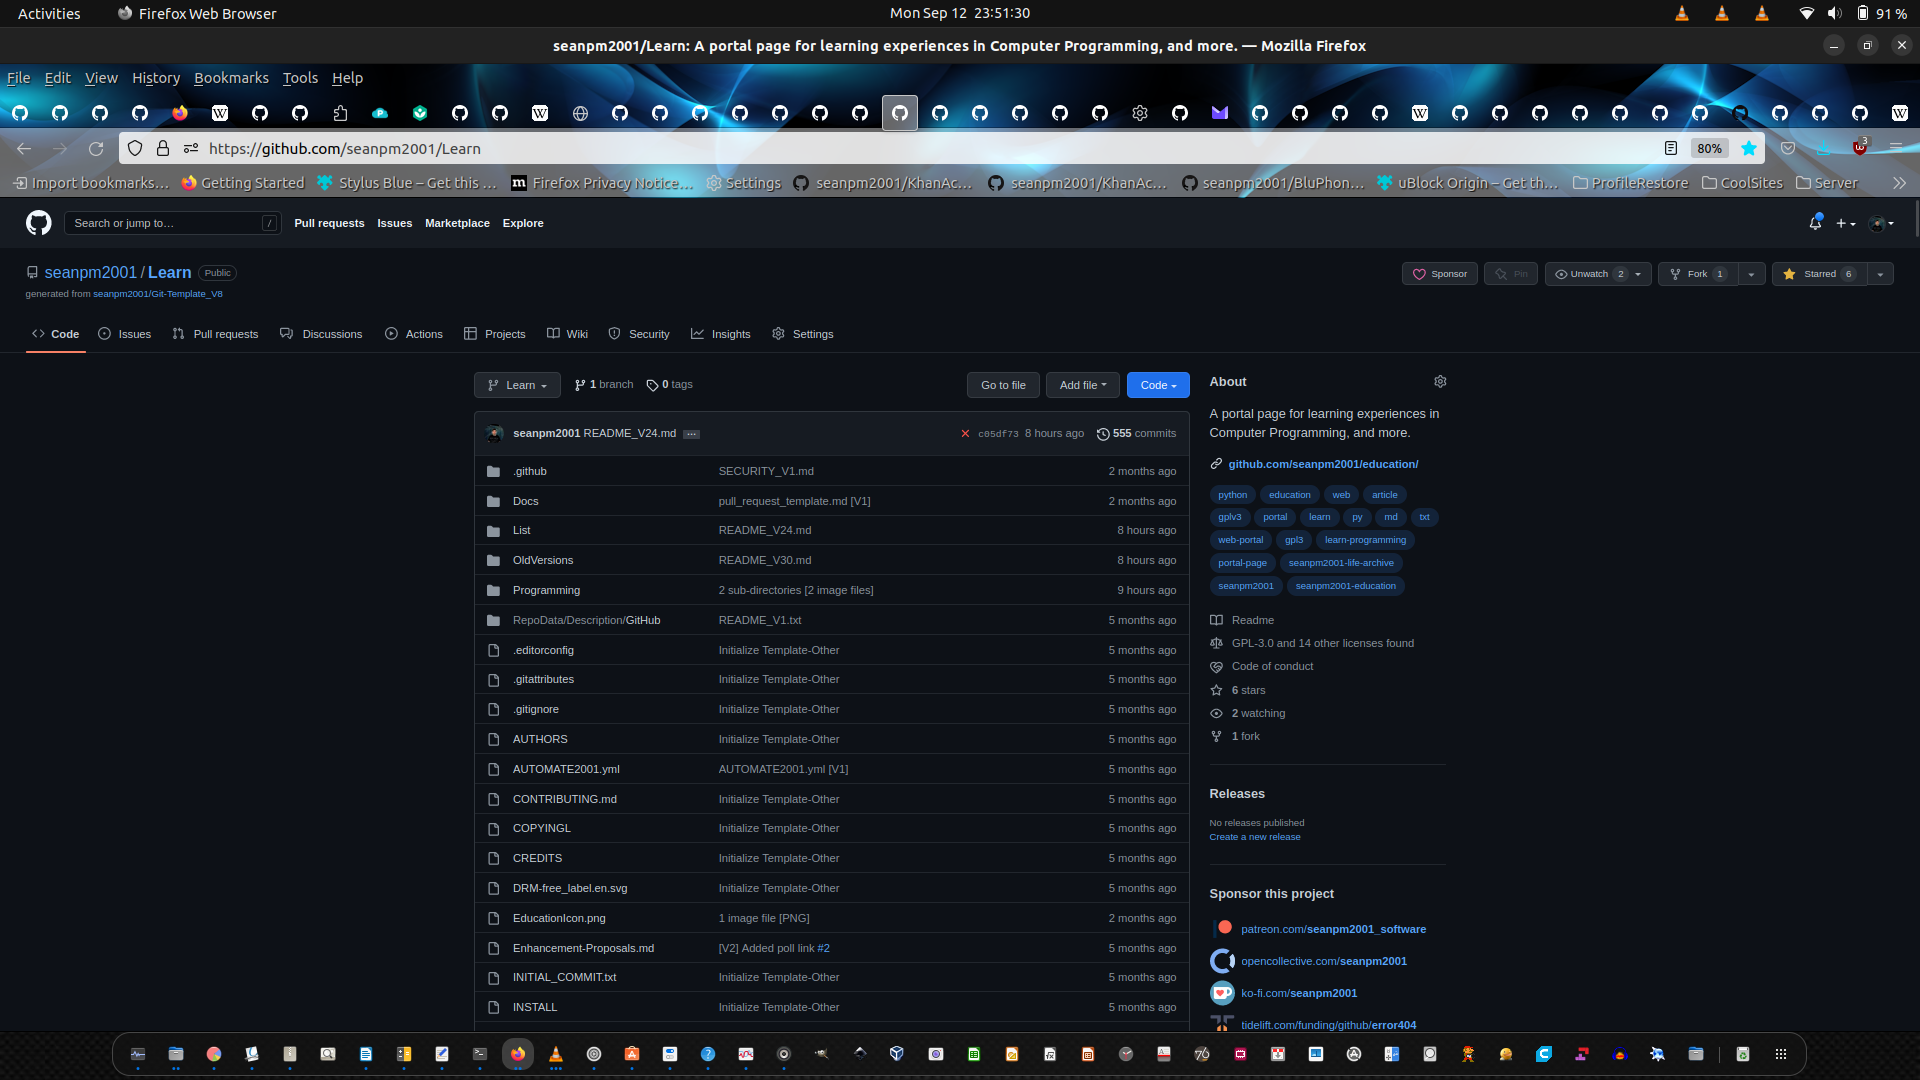 Activities Firefox Web Browser Mon Sep 12 23:51:30 91 %
seanpm2001/Learn: A portal page for learning experiences in Computer Programming, and more. — Mozilla Firefox
File Edit View History Bookmarks Tools Help
https://github.com/seanpm2001/Learn 80% 3
Import bookmarks… Getting Started Stylus Blue – Get this … Firefox Privacy Notice… Settings seanpm2001/KhanAc… seanpm2001/KhanAc… seanpm2001/BluPhon… uBlock Origin – Get th… ProfileRestore CoolSites Server
Search or jump to… / Pull requests Issues Marketplace Explore
seanpm2001 / Learn Public Sponsor Pin Unwatch 2 Fork 1 Starred 6
generated from seanpm2001/Git-Template_V8
Code Issues Pull requests Discussions Actions Projects Wiki Security Insights Settings
Learn 1 branch 0 tags Go to file Add file Code
seanpm2001 README_V24.md … c05df73 8 hours ago 555 commits
.github SECURITY_V1.md 2 months ago
Docs pull_request_template.md [V1] 2 months ago
List README_V24.md 8 hours ago
OldVersions README_V30.md 8 hours ago
Programming 2 sub-directories [2 image files] 9 hours ago
RepoData/Description/GitHub README_V1.txt 5 months ago
.editorconfig Initialize Template-Other 5 months ago
.gitattributes Initialize Template-Other 5 months ago
.gitignore Initialize Template-Other 5 months ago
AUTHORS Initialize Template-Other 5 months ago
AUTOMATE2001.yml AUTOMATE2001.yml [V1] 5 months ago
CONTRIBUTING.md Initialize Template-Other 5 months ago
COPYINGL Initialize Template-Other 5 months ago
CREDITS Initialize Template-Other 5 months ago
DRM-free_label.en.svg Initialize Template-Other 5 months ago
EducationIcon.png 1 image file [PNG] 2 months ago
Enhancement-Proposals.md [V2] Added poll link #2 5 months ago
INITIAL_COMMIT.txt Initialize Template-Other 5 months ago
INSTALL Initialize Template-Other 5 months ago
About
A portal page for learning experiences in
Computer Programming, and more.
github.com/seanpm2001/education/
python education web article
gplv3 portal learn py md txt
web-portal gpl3 learn-programming
portal-page seanpm2001-life-archive
seanpm2001 seanpm2001-education
Readme
GPL-3.0 and 14 other licenses found
Code of conduct
6 stars
2 watching
1 fork
Releases
No releases published
Create a new release
Sponsor this project
patreon.com/seanpm2001_software
opencollective.com/seanpm2001
ko-fi.com/seanpm2001
tidelift.com/funding/github/error404